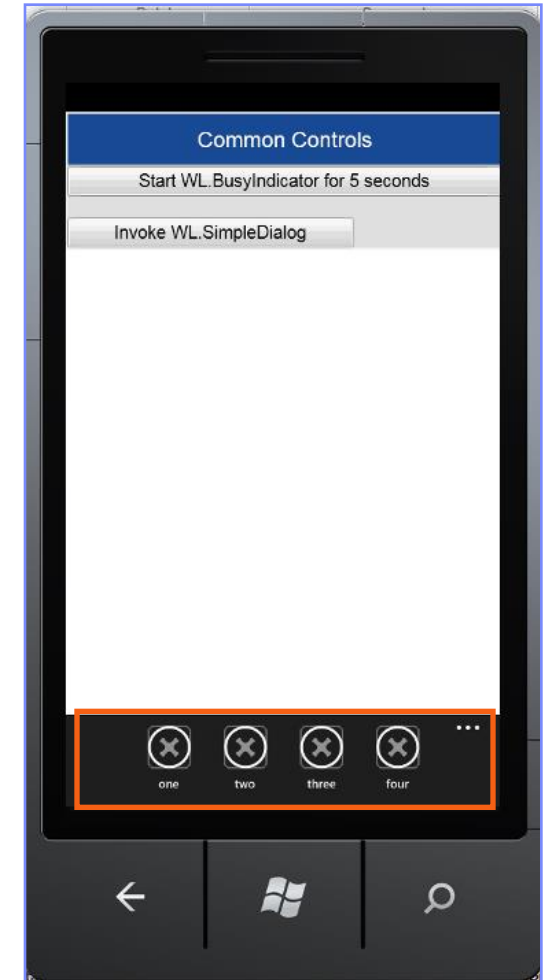 Common Controls
Start WL.BusyIndicator for 5 seconds
Invoke WL.SimpleDialog
...
one two three four